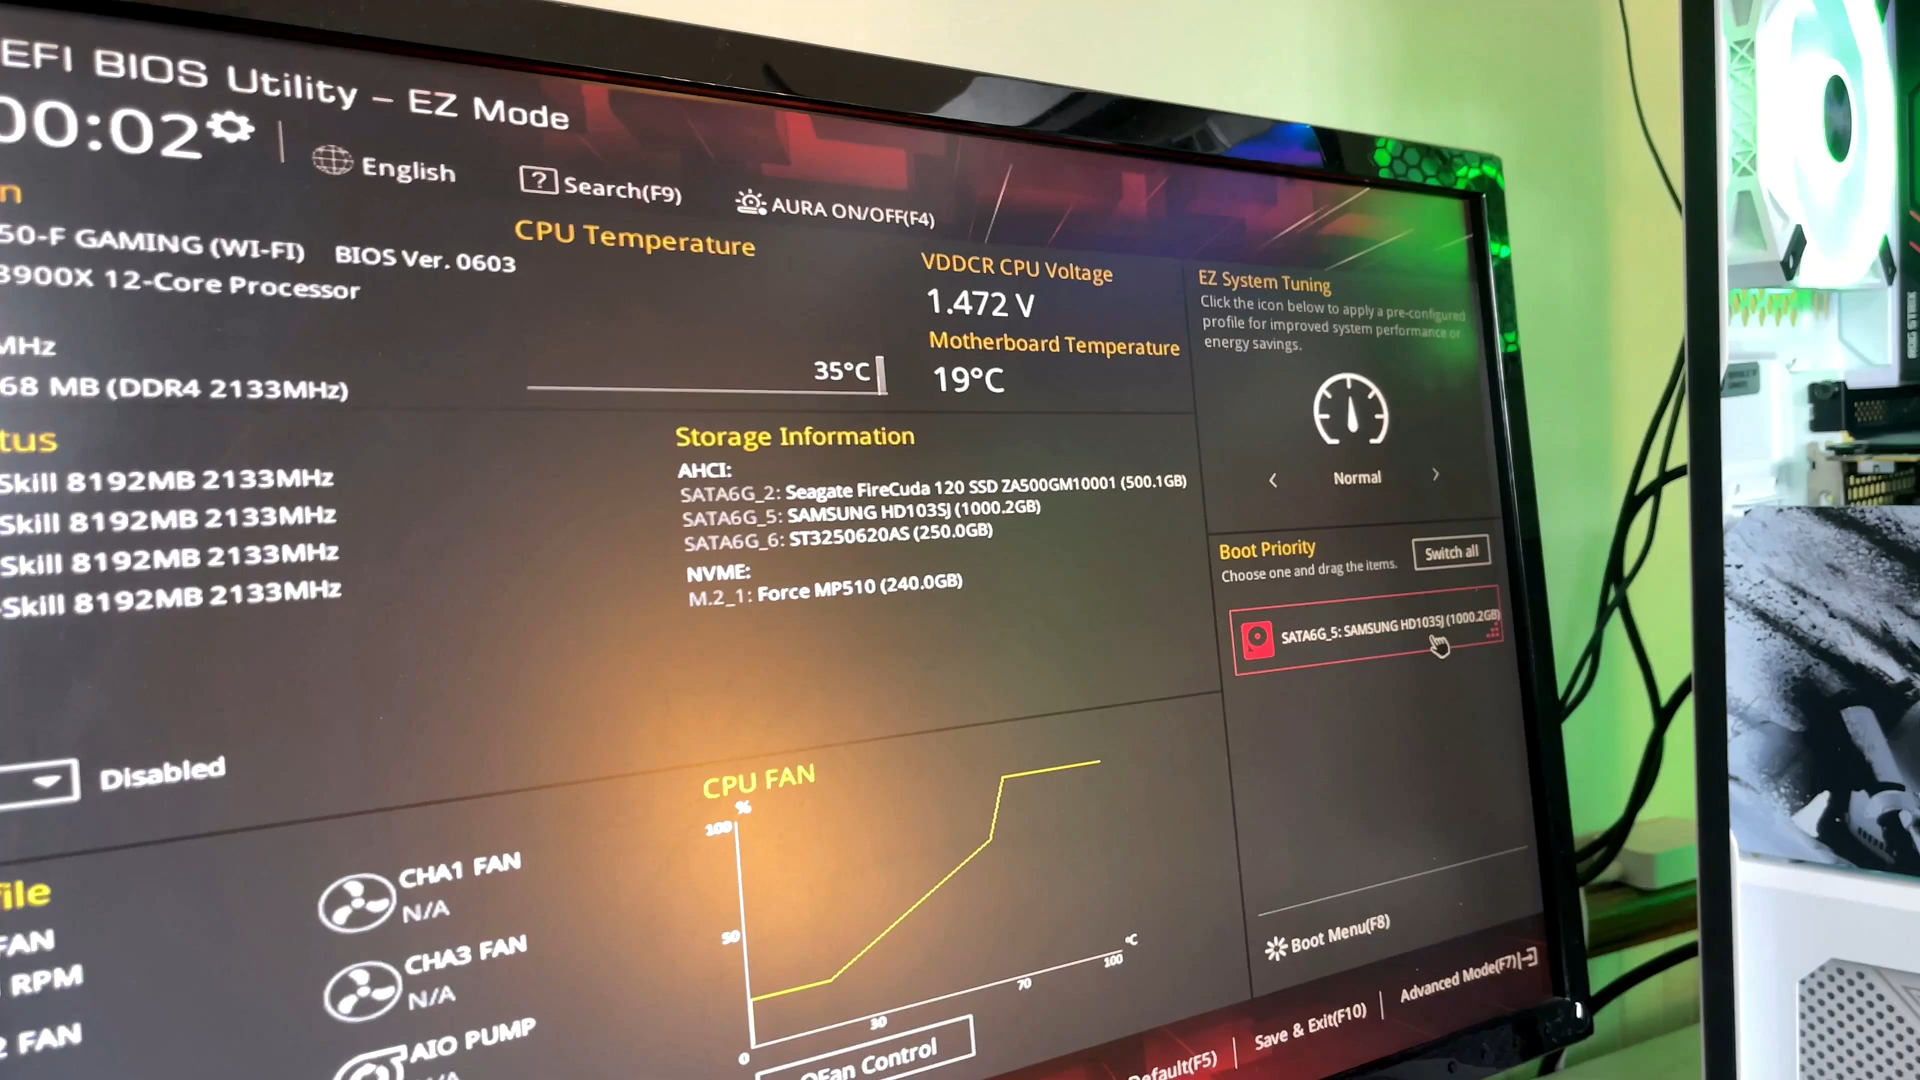 EFI BIOS Utility – EZ Mode
00:02
English
Search(F9)
AURA ON/OFF(F4)
n
50-F GAMING (WI-FI) BIOS Ver. 0603
3900X 12-Core Processor
MHz
68 MB (DDR4 2133MHz)
CPU Temperature
35°C
VDDCR CPU Voltage
1.472 V
Motherboard Temperature
19°C
EZ System Tuning
Click the icon below to apply a pre-configured
profile for improved system performance or
energy savings.
Normal
tus
Skill 8192MB 2133MHz
Skill 8192MB 2133MHz
Skill 8192MB 2133MHz
-Skill 8192MB 2133MHz
Storage Information
AHCI:
SATA6G_2: Seagate FireCuda 120 SSD ZA500GM10001 (500.1GB)
SATA6G_5: SAMSUNG HD103SJ (1000.2GB)
SATA6G_6: ST3250620AS (250.0GB)
NVME:
M.2_1: Force MP510 (240.0GB)
Boot Priority
Choose one and drag the items.
Switch all
SATA6G_5: SAMSUNG HD103SJ (1000.2GB)
Disabled
file
FAN
RPM
2 FAN
CHA1 FAN
N/A
CHA3 FAN
N/A
AIO PUMP
N/A
CPU FAN
%
100
50
0
30
70
100
°C
QFan Control
Boot Menu(F8)
Default(F5)
Save & Exit(F10)
Advanced Mode(F7)